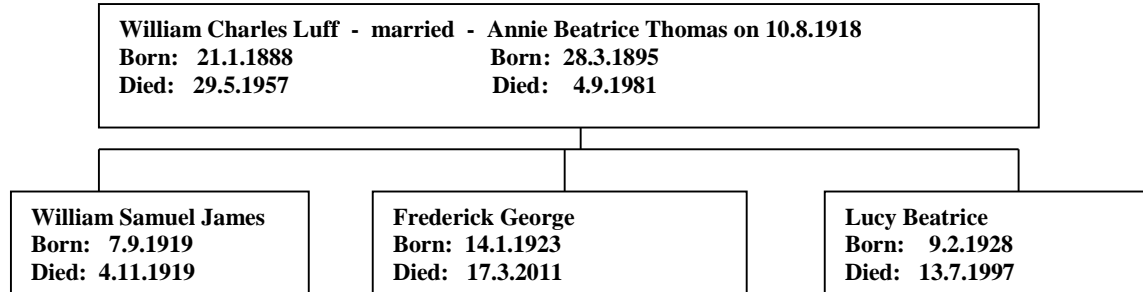 William Charles Luff - married - Annie Beatrice Thomas on 10.8.1918
Born: 21.1.1888 Born: 28.3.1895
Died: 29.5.1957 Died: 4.9.1981
William Samuel James
Born: 7.9.1919
Died: 4.11.1919
Frederick George
Born: 14.1.1923
Died: 17.3.2011
Lucy Beatrice
Born: 9.2.1928
Died: 13.7.1997